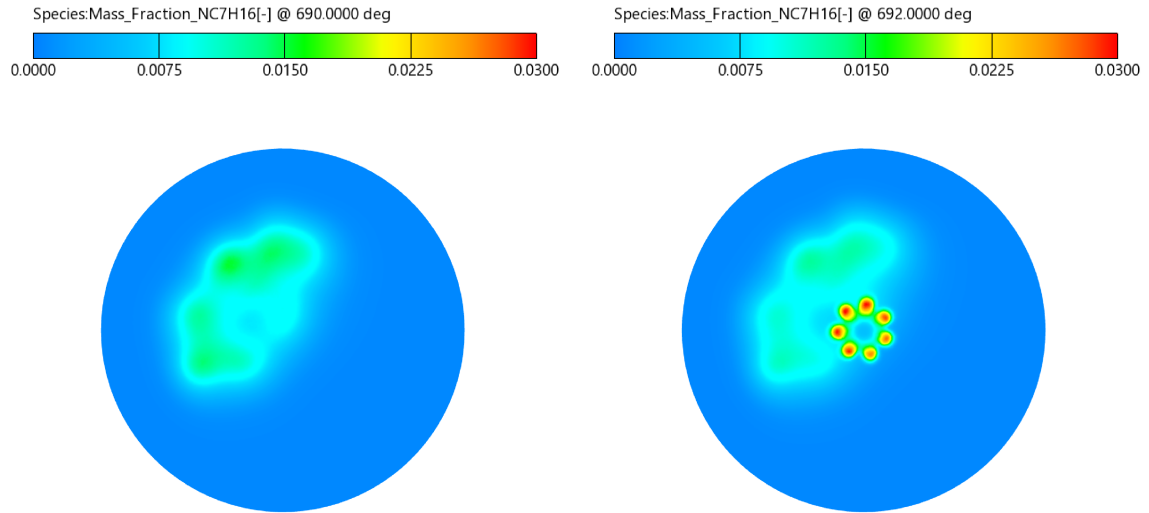 Species:Mass_Fraction_NC7H16[-] @ 690.0000 deg
0.0000 0.0075 0.0150 0.0225 0.0300
Species:Mass_Fraction_NC7H16[-] @ 692.0000 deg
0.0000 0.0075 0.0150 0.0225 0.0300